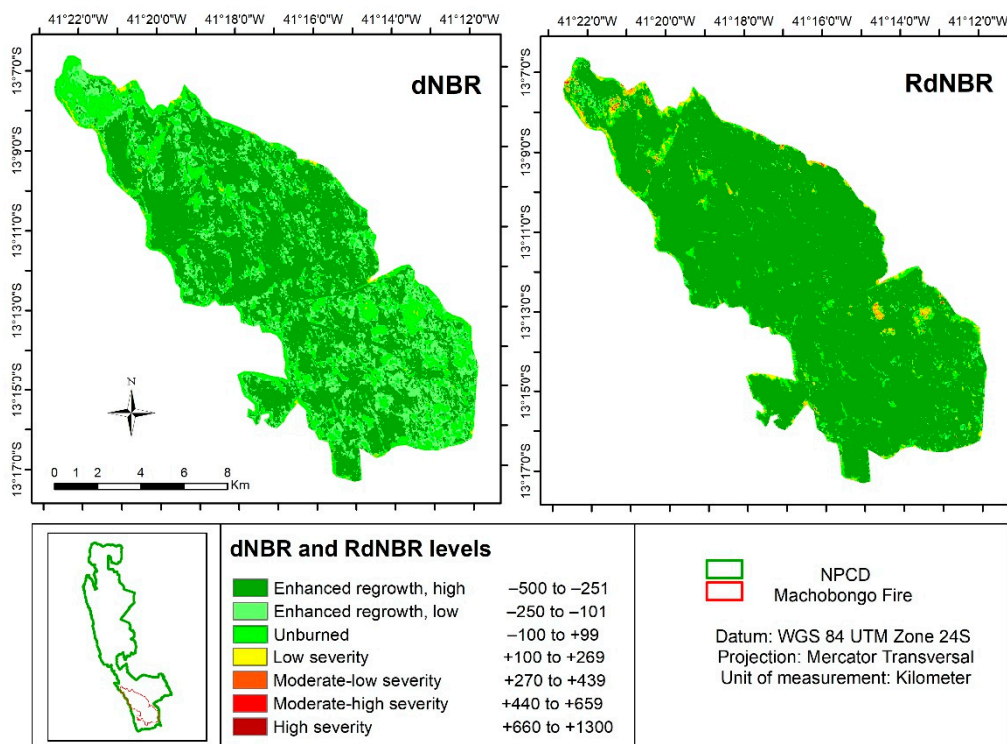 41°22'0"O 41°20'0"O 41°18'0"O 41°16'0"O 41°14'0"O 41°12'0"O
41°22'0"O 41°20'0"O 41°18'0"O 41°16'0"O 41°14'0"O 41°12'0"O
dNBR
RdNBR
13°7'0"S
13°9'0"S
13°11'0"S
13°13'0"S
13°15'0"S
13°17'0"S
13°7'0"S
13°9'0"S
13°11'0"S
13°13'0"S
13°15'0"S
13°17'0"S
N
0 1 2 4 6 8
Km
dNBR and RdNBR levels
Enhanced regrowth, high –500 to –251
Enhanced regrowth, low –250 to –101
Unburned –100 to +99
Low severity +100 to +269
Moderate-low severity +270 to +439
Moderate-high severity +440 to +659
High severity +660 to +1300
NPCD
Machobongo Fire
Datum: WGS 84 UTM Zone 24S
Projection: Mercator Transversal
Unit of measurement: Kilometer